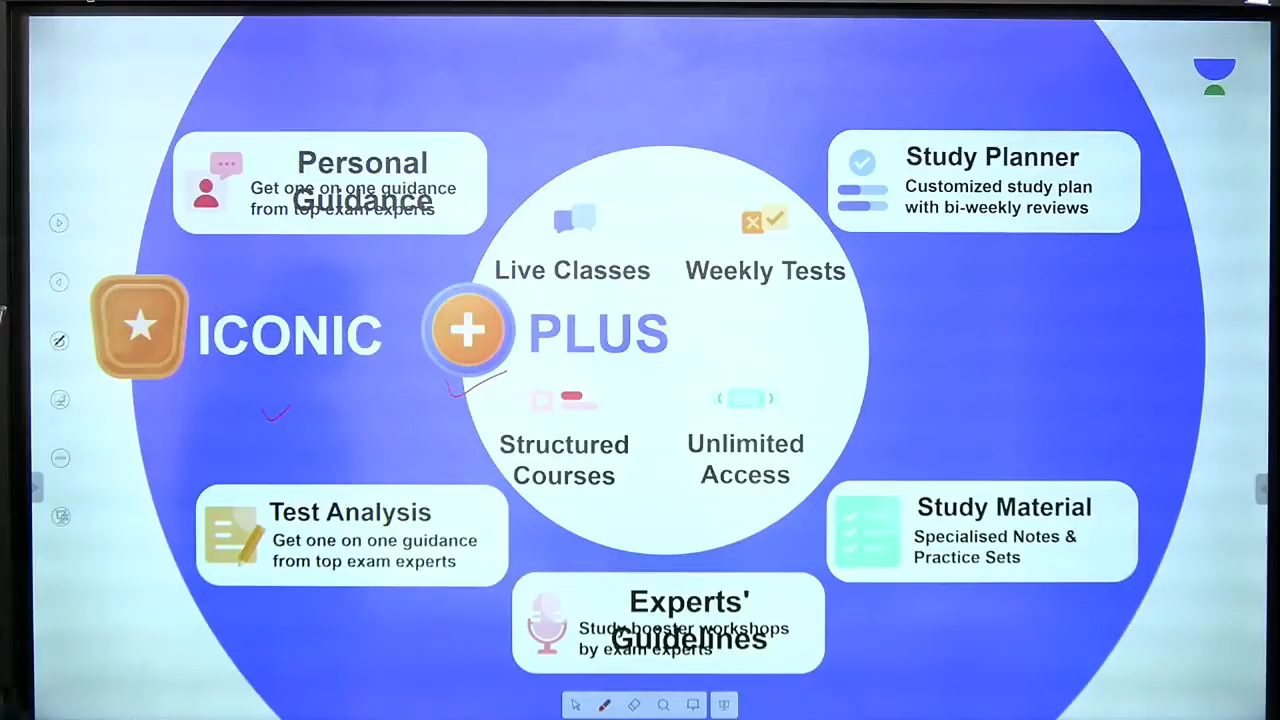 Personal
Guidance
Get one on one guidance
from top exam experts
Study Planner
Customized study plan
with bi-weekly reviews
Live Classes
Weekly Tests
ICONIC
PLUS
Structured
Courses
Unlimited
Access
Test Analysis
Get one on one guidance
from top exam experts
Study Material
Specialised Notes &
Practice Sets
Experts'
Guidelines
Study booster workshops
by exam experts